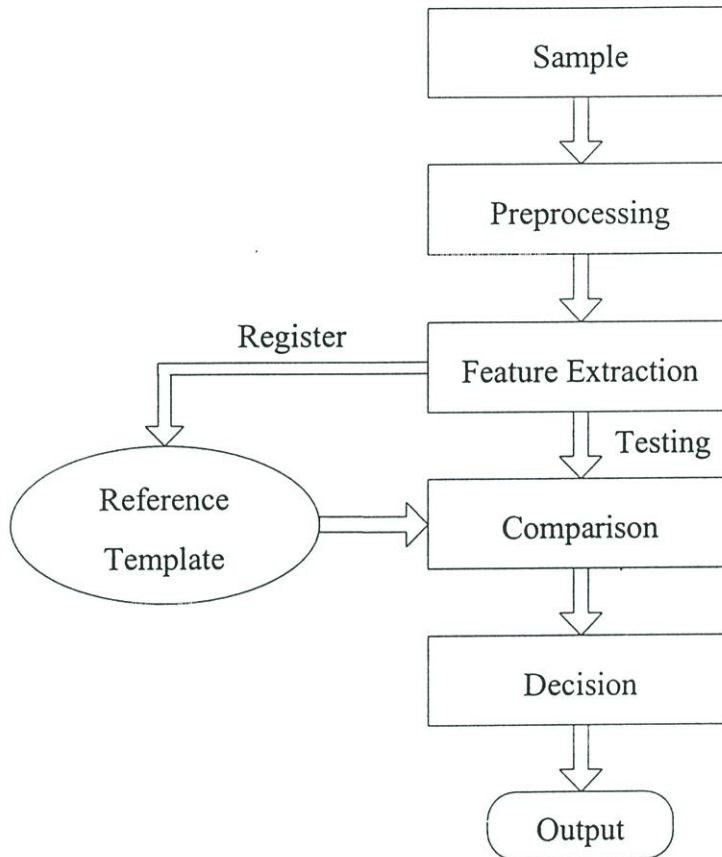 Sample
Preprocessing
Register
Feature Extraction
Testing
Reference
Template
Comparison
Decision
Output